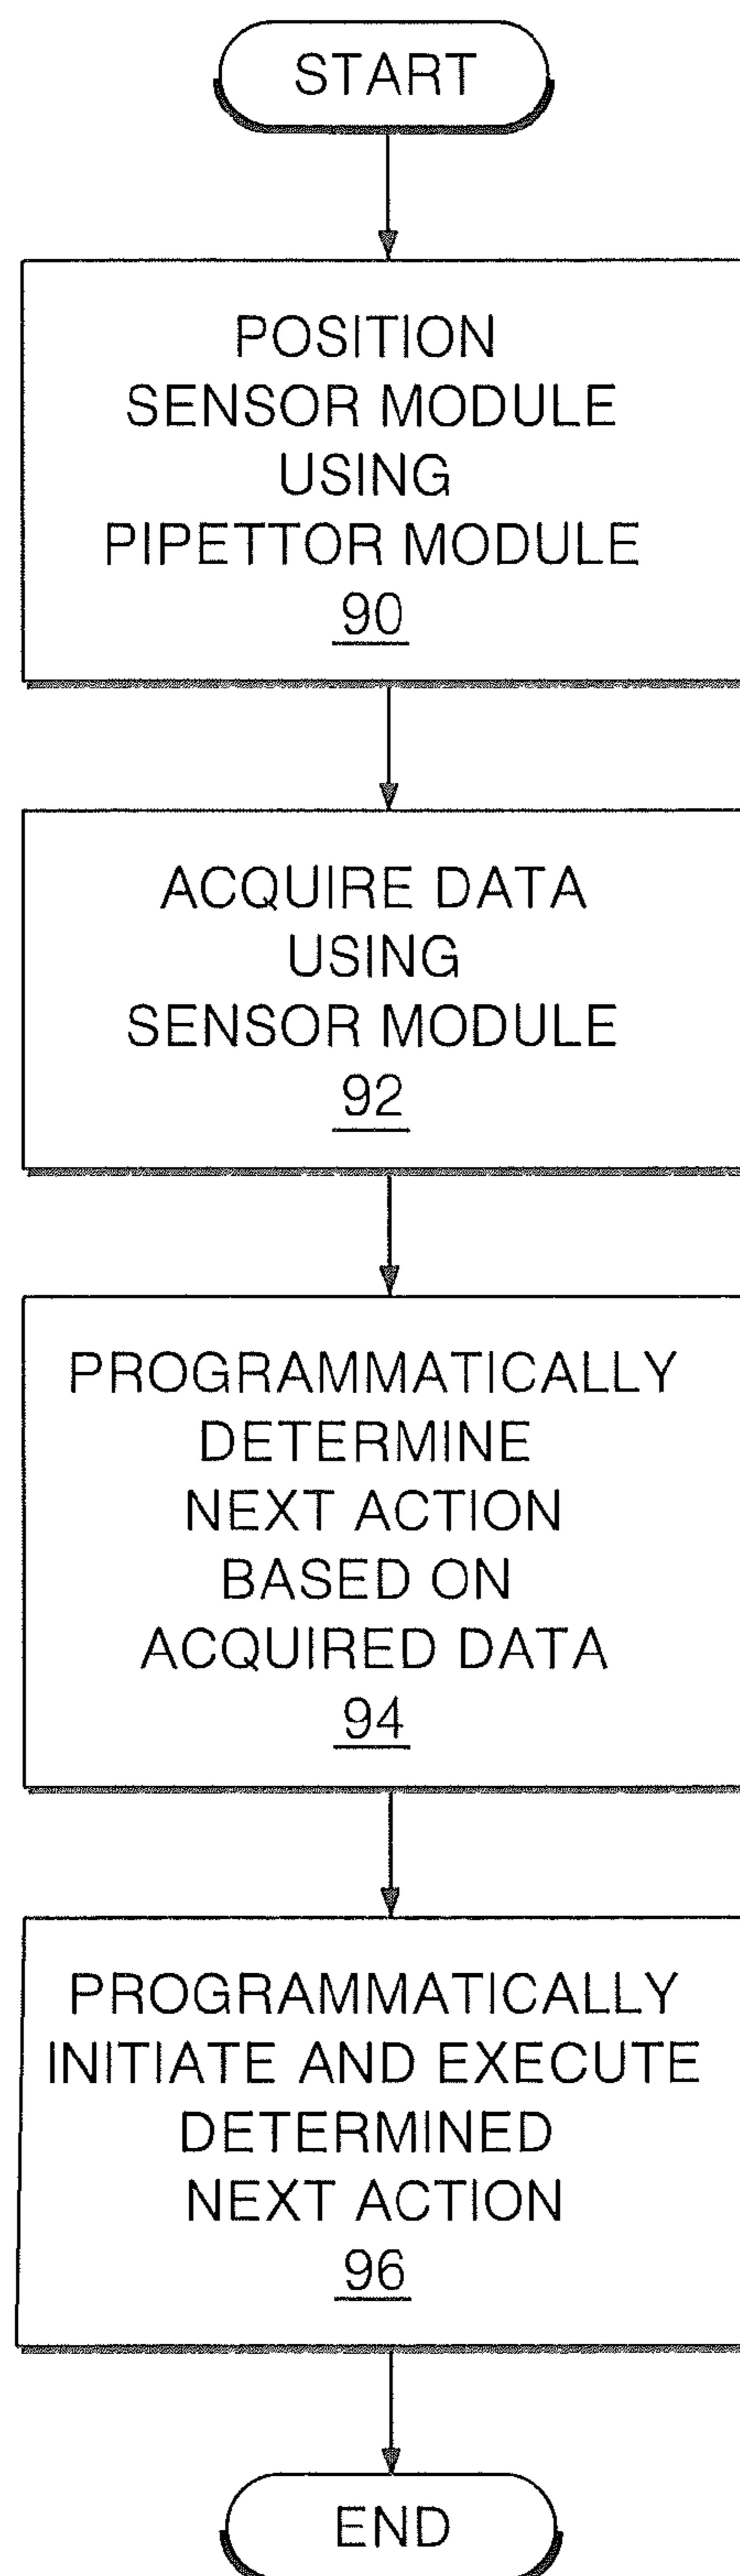 START
POSITION
SENSOR MODULE
USING
PIPETTOR MODULE
90
ACQUIRE DATA
USING
SENSOR MODULE
92
PROGRAMMATICALLY
DETERMINE
NEXT ACTION
BASED ON
ACQUIRED DATA
94
PROGRAMMATICALLY
INITIATE AND EXECUTE
DETERMINED
NEXT ACTION
96
END